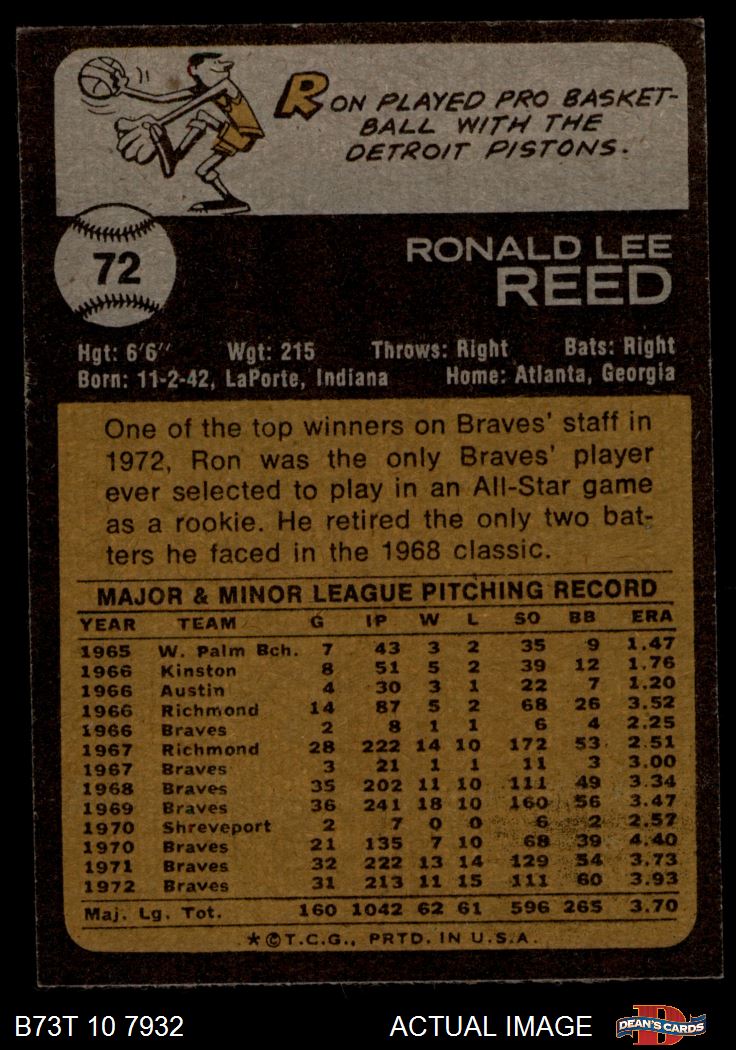 RON PLAYED PRO BASKET-
BALL WITH THE
DETROIT PISTONS.
72
RONALD LEE
REED
Hgt: 6'6" Wgt: 215 Throws: Right Bats: Right
Born: 11-2-42, LaPorte, Indiana Home: Atlanta, Georgia
One of the top winners on Braves' staff in
1972, Ron was the only Braves' player
ever selected to play in an All-Star game
as a rookie. He retired the only two bat-
ters he faced in the 1968 classic.
MAJOR & MINOR LEAGUE PITCHING RECORD
YEAR TEAM G IP W L SO BB ERA
1965 W. Palm Bch. 7 43 3 2 35 9 1.47
1966 Kinston 8 51 5 2 39 12 1.76
1966 Austin 4 30 3 1 22 7 1.20
1966 Richmond 14 87 5 2 68 26 3.52
1966 Braves 2 8 1 1 6 4 2.25
1967 Richmond 28 222 14 10 172 53 2.51
1967 Braves 3 21 1 1 11 3 3.00
1968 Braves 35 202 11 10 111 49 3.34
1969 Braves 36 241 18 10 160 56 3.47
1970 Shreveport 2 7 0 0 6 2 2.57
1970 Braves 21 135 7 10 68 39 4.40
1971 Braves 32 222 13 14 129 54 3.73
1972 Braves 31 213 11 15 111 60 3.93
Maj. Lg. Tot. 160 1042 62 61 596 265 3.70
*©T.C.G., PRTD. IN U.S.A.
B73T 10 7932 ACTUAL IMAGE D DEAN'S CARDS